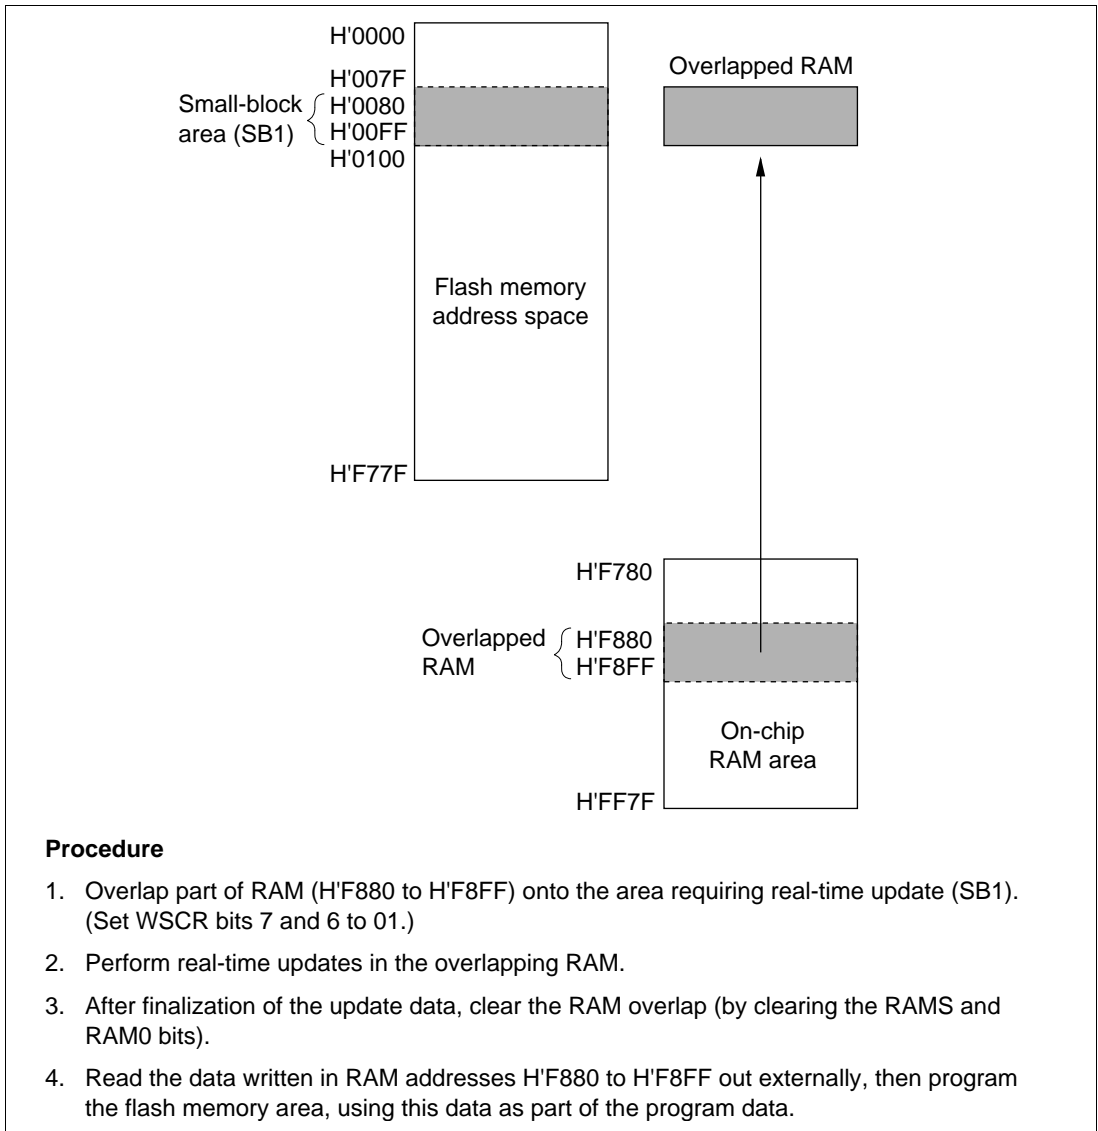 H'0000
H'007F
Small-block
area (SB1)
H'0080
H'00FF
H'0100
Overlapped RAM
Flash memory
address space
H'F77F
H'F780
Overlapped
RAM
H'F880
H'F8FF
On-chip
RAM area
H'FF7F
Procedure
1. Overlap part of RAM (H'F880 to H'F8FF) onto the area requiring real-time update (SB1).
(Set WSCR bits 7 and 6 to 01.)
2. Perform real-time updates in the overlapping RAM.
3. After finalization of the update data, clear the RAM overlap (by clearing the RAMS and
RAM0 bits).
4. Read the data written in RAM addresses H'F880 to H'F8FF out externally, then program
the flash memory area, using this data as part of the program data.